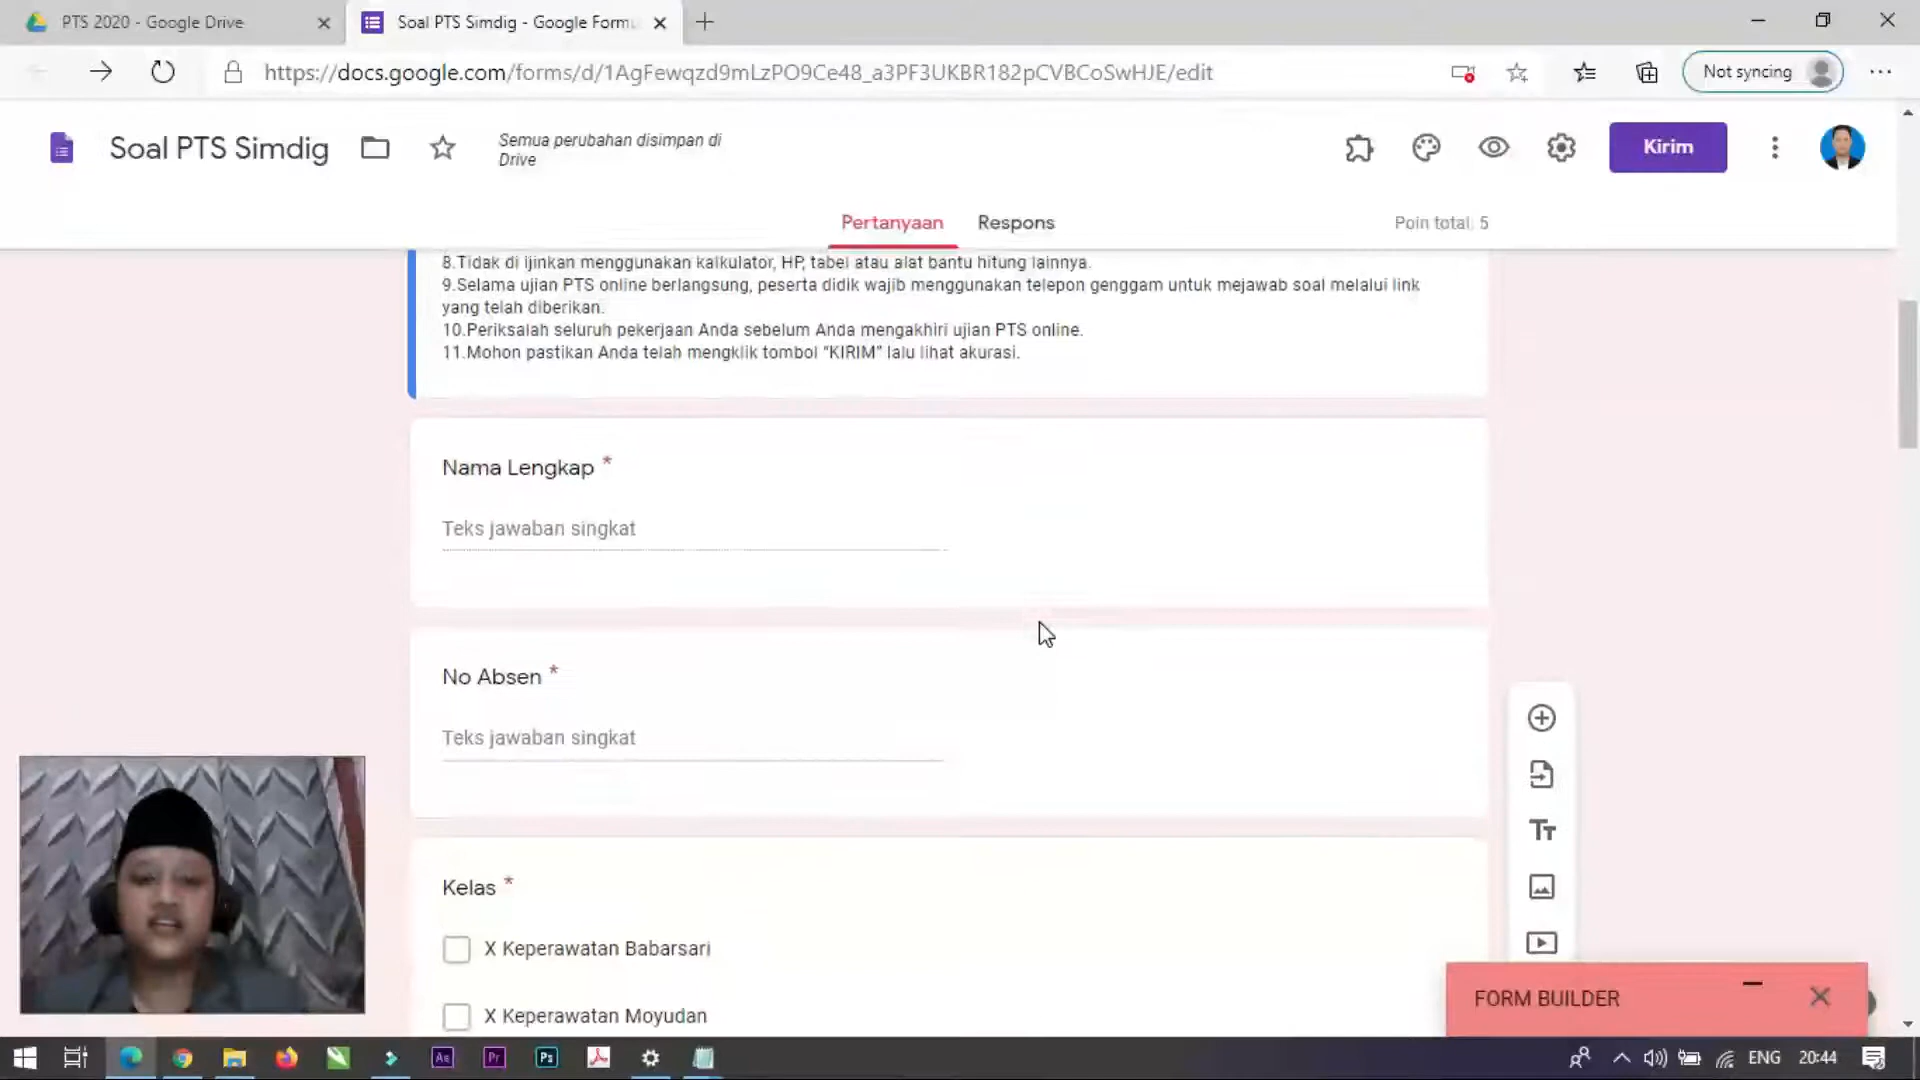 PTS 2020 - Google Drive
Soal PTS Simdig - Google Formu
https://docs.google.com/forms/d/1AgFewqzd9mLzPO9Ce48_a3PF3UKBR182pCVBCoSwHJE/edit
Not syncing
Soal PTS Simdig
Semua perubahan disimpan di
Drive
Kirim
Pertanyaan
Respons
Poin total: 5
8.Tidak di ijinkan menggunakan kalkulator, HP, tabel atau alat bantu hitung lainnya.
9.Selama ujian PTS online berlangsung, peserta didik wajib menggunakan telepon genggam untuk mejawab soal melalui link
yang telah diberikan.
10.Periksalah seluruh pekerjaan Anda sebelum Anda mengakhiri ujian PTS online.
11.Mohon pastikan Anda telah mengklik tombol “KIRIM” lalu lihat akurasi.
Nama Lengkap *
Teks jawaban singkat
No Absen *
Teks jawaban singkat
Kelas *
X Keperawatan Babarsari
X Keperawatan Moyudan
FORM BUILDER
Ae
Pr
Ps
ENG
20:44